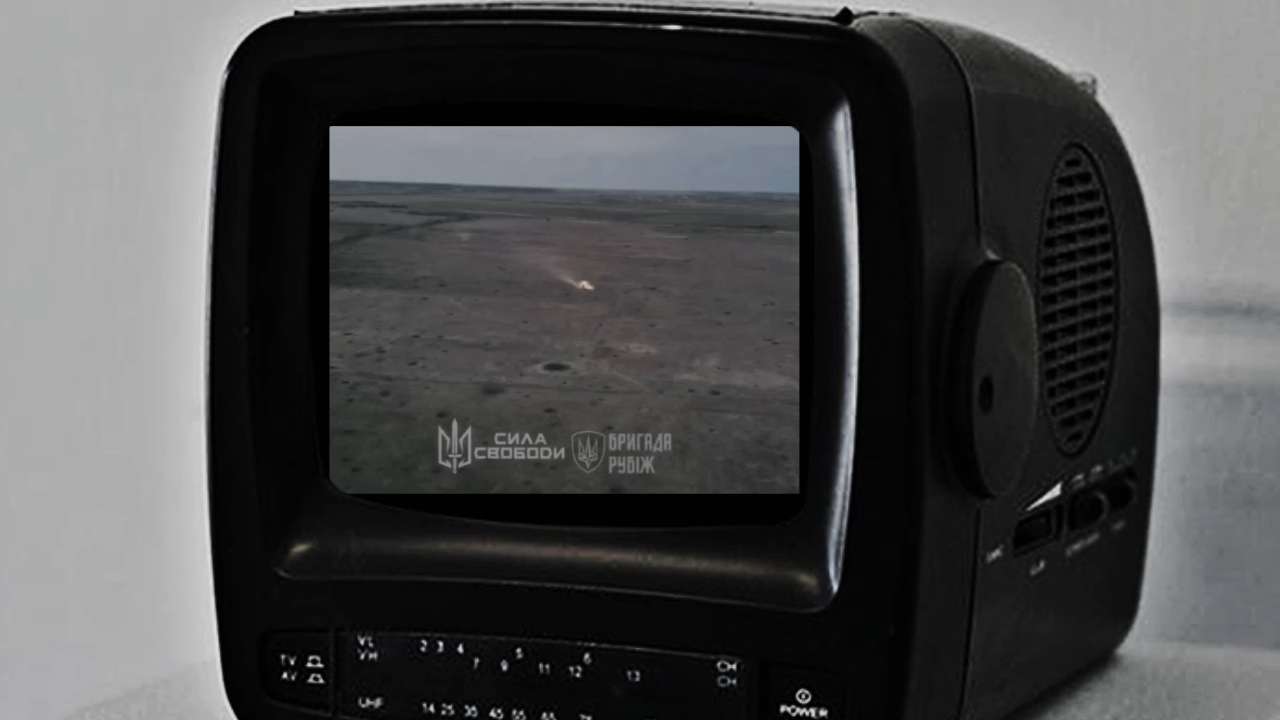 СИЛА
СВОБОДИ
БРИГАДА
РУБІЖ
TV
AV
VL
VH
2 3 4 5 6
7 9 11 12 13
CH
CH
UHF
14 25 35 45 55
POWER